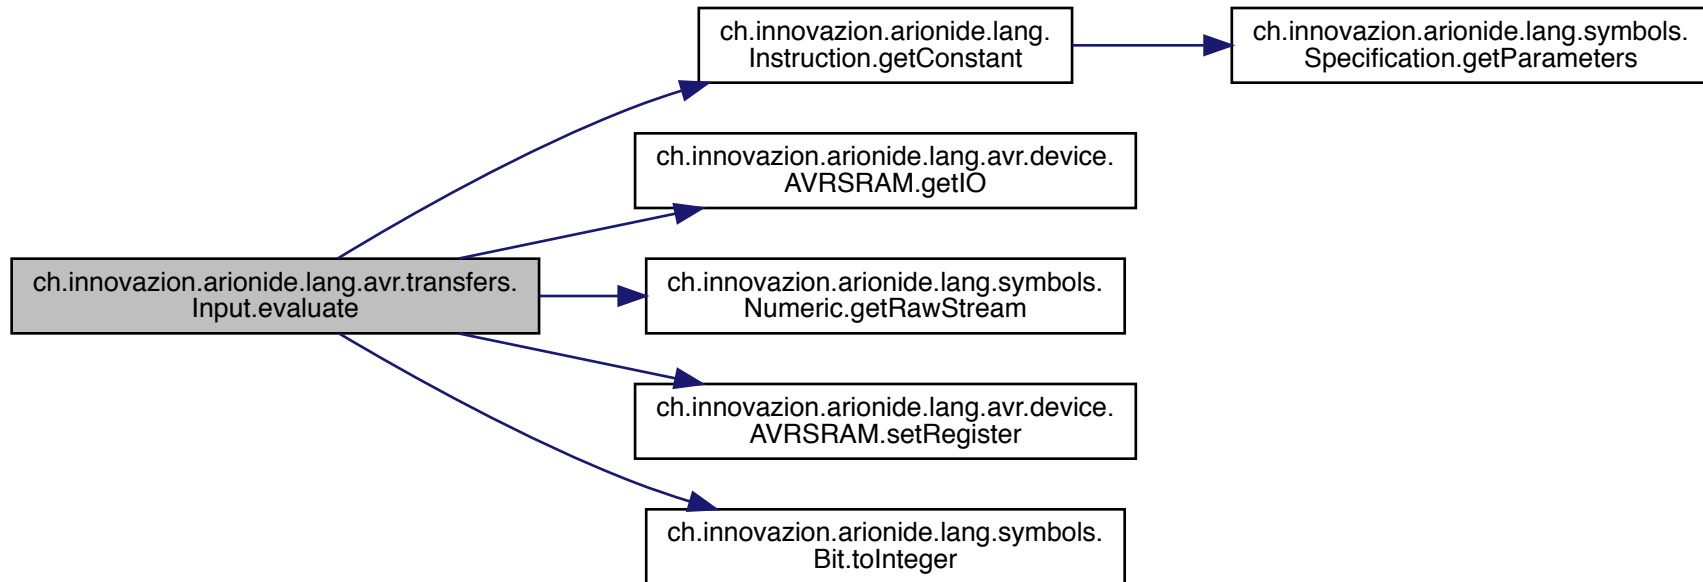 ch.innovazion.arionide.lang.
Instruction.getConstant
ch.innovazion.arionide.lang.symbols.
Specification.getParameters
ch.innovazion.arionide.lang.avr.device.
AVRSRAM.getIO
ch.innovazion.arionide.lang.avr.transfers.
Input.evaluate
ch.innovazion.arionide.lang.symbols.
Numeric.getRawStream
ch.innovazion.arionide.lang.avr.device.
AVRSRAM.setRegister
ch.innovazion.arionide.lang.symbols.
Bit.toInteger